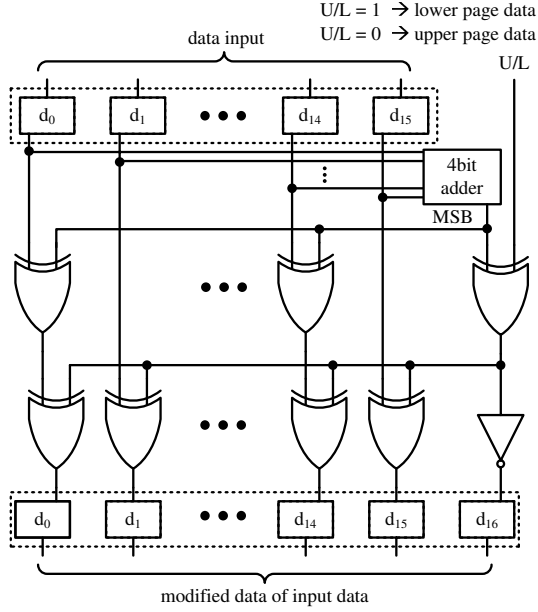 U/L = 1 → lower page data
U/L = 0 → upper page data
data input
U/L
d₀ d₁ ••• d₁₄ d₁₅
4bit
adder
MSB
d₀ d₁ ••• d₁₄ d₁₅ d₁₆
modified data of input data